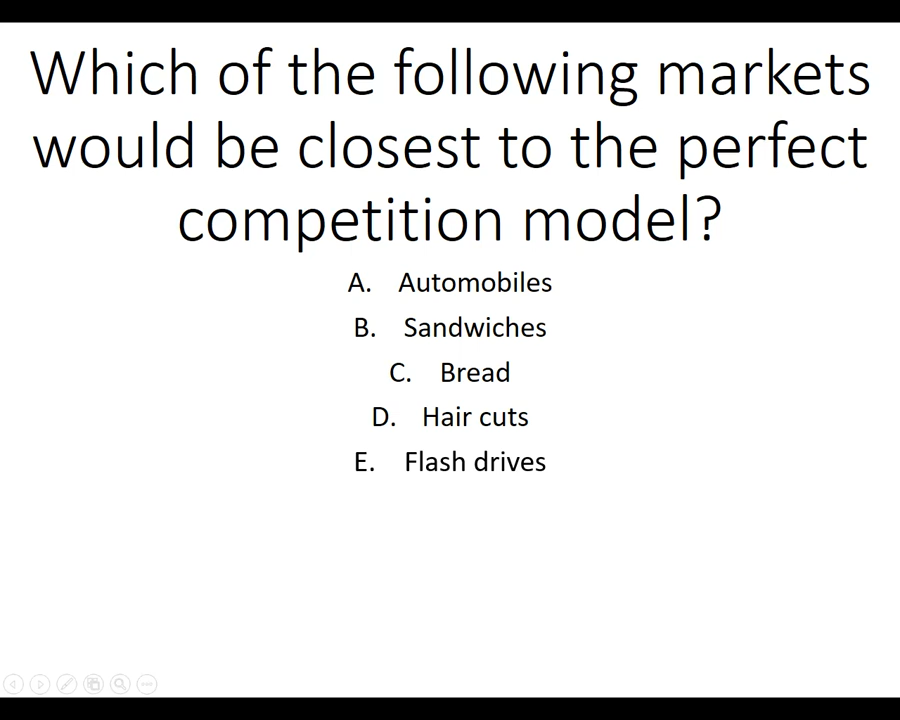 Which of the following markets
would be closest to the perfect
competition model?
A. Automobiles
B. Sandwiches
C. Bread
D. Hair cuts
E. Flash drives